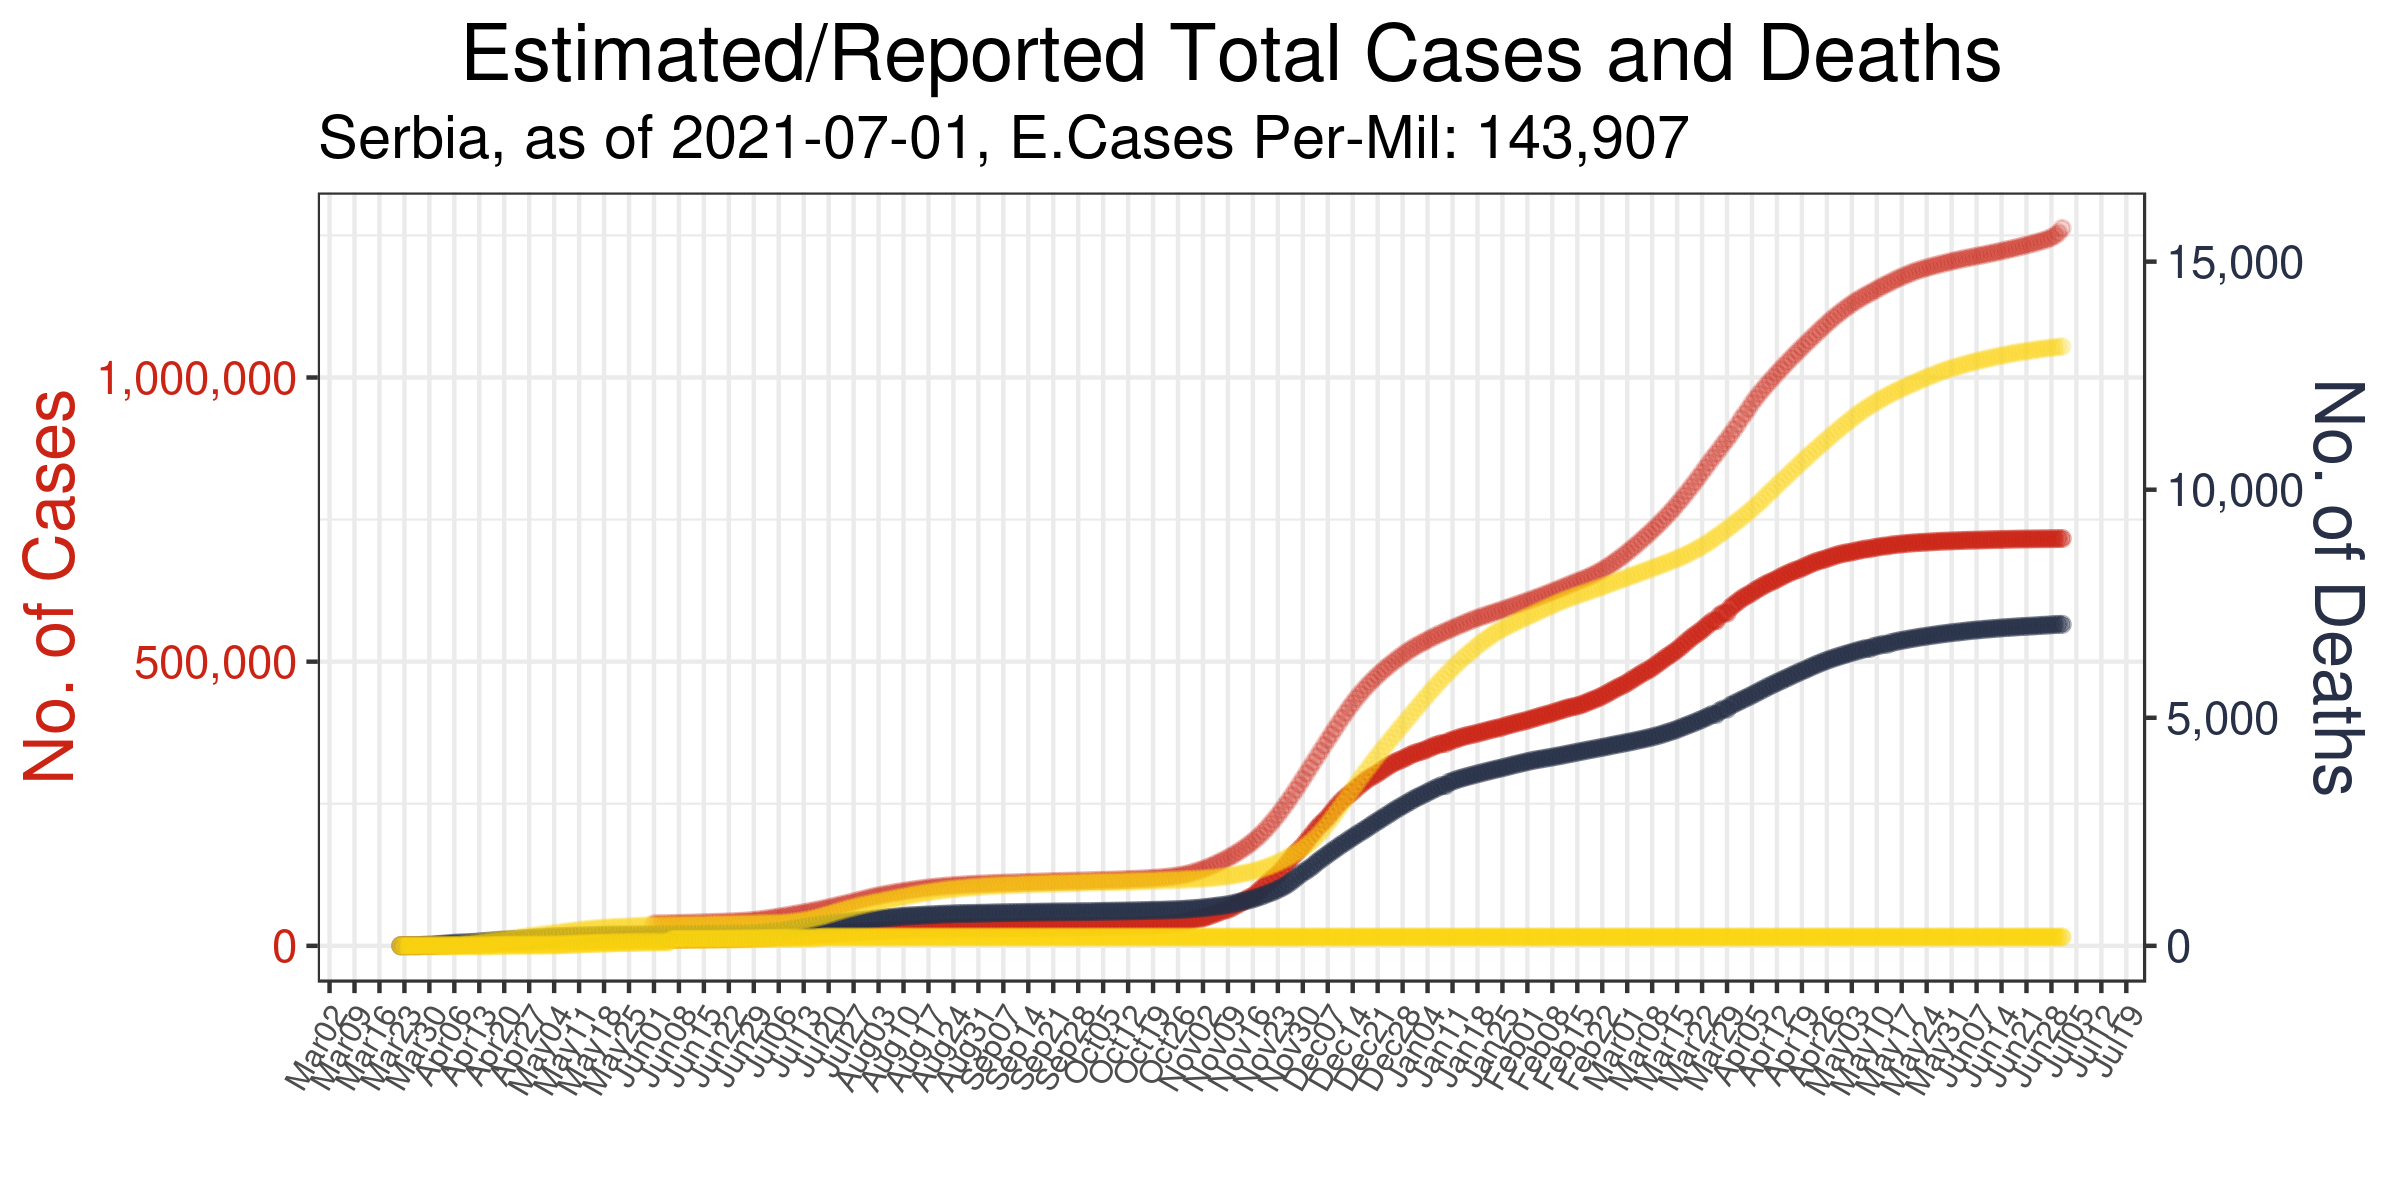 Estimated/Reported Total Cases and Deaths
Serbia, as of 2021-07-01, E.Cases Per-Mil: 143,907
No. of Cases
1,000,000
500,000
0
15,000
10,000
5,000
0
No. of Deaths
Mar02
Mar09
Mar16
Mar23
Mar30
Apr06
Apr13
Apr20
Apr27
May04
May11
May18
May25
Jun01
Jun08
Jun15
Jun22
Jun29
Jul06
Jul13
Jul20
Jul27
Aug03
Aug10
Aug17
Aug24
Aug31
Sep07
Sep14
Sep21
Sep28
Oct05
Oct12
Oct19
Oct26
Nov02
Nov09
Nov16
Nov23
Nov30
Dec07
Dec14
Dec21
Dec28
Jan04
Jan11
Jan18
Jan25
Feb01
Feb08
Feb15
Feb22
Mar01
Mar08
Mar15
Mar22
Mar29
Apr05
Apr12
Apr19
Apr26
May03
May10
May17
May24
May31
Jun07
Jun14
Jun21
Jun28
Jul05
Jul12
Jul19